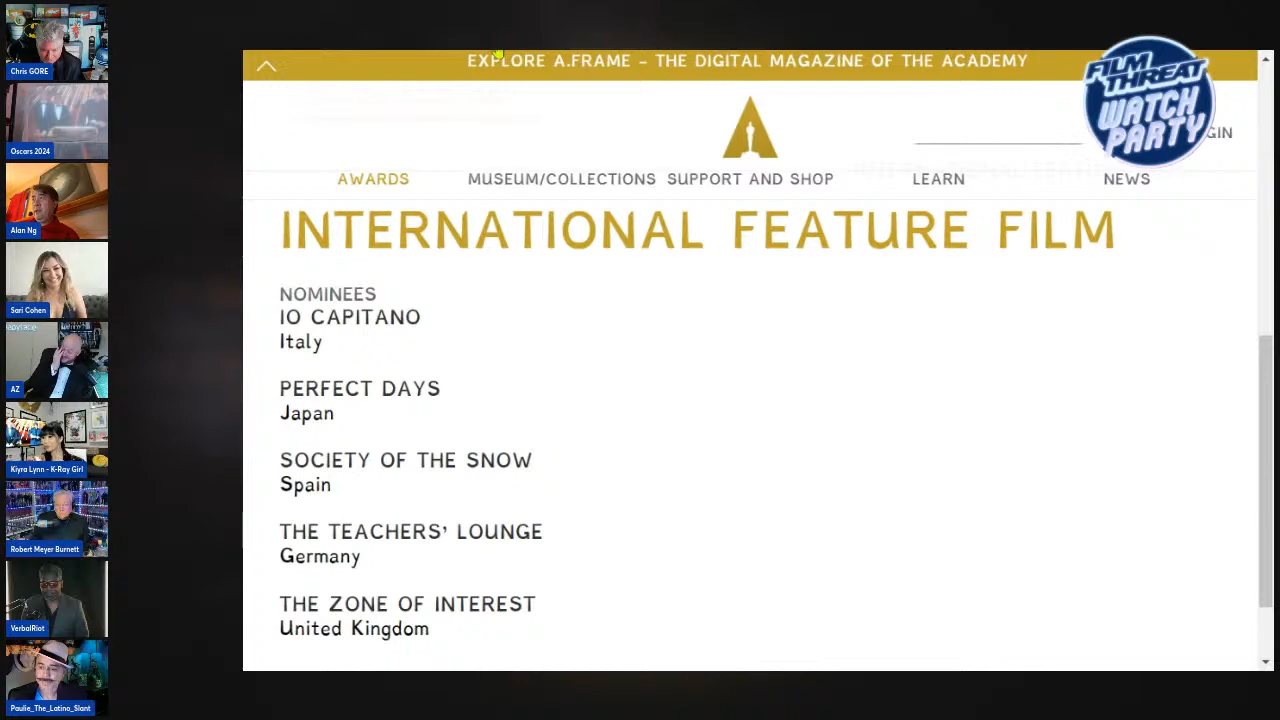 Chris GORE
Oscars 2024
Alan Ng
Sari Cohen
AZ
Kiyra Lynn - K-Ray Girl
Robert Meyer Burnett
VerbalRiot
Paulie_The_Latino_Slant
EXPLORE A.FRAME – THE DIGITAL MAGAZINE OF THE ACADEMY
FILM
THREAT
WATCH
PARTY
GIN
AWARDS MUSEUM/COLLECTIONS SUPPORT AND SHOP LEARN NEWS
INTERNATIONAL FEATURE FILM
NOMINEES
IO CAPITANO
Italy
PERFECT DAYS
Japan
SOCIETY OF THE SNOW
Spain
THE TEACHERS’ LOUNGE
Germany
THE ZONE OF INTEREST
United Kingdom